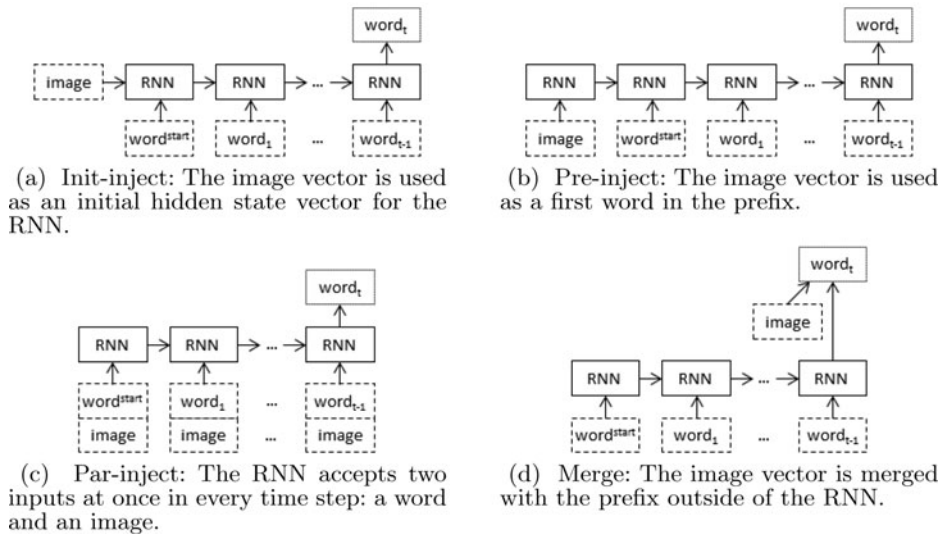 word_t
image RNN RNN ... RNN
word^start word_1 ... word_t-1
(a) Init-inject: The image vector is used
as an initial hidden state vector for the
RNN.
word_t
RNN RNN RNN ... RNN
image word^start word_1 ... word_t-1
(b) Pre-inject: The image vector is used
as a first word in the prefix.
word_t
RNN RNN ... RNN
word^start word_1 ... word_t-1
image image ... image
(c) Par-inject: The RNN accepts two
inputs at once in every time step: a word
and an image.
word_t
image
RNN RNN ... RNN
word^start word_1 ... word_t-1
(d) Merge: The image vector is merged
with the prefix outside of the RNN.